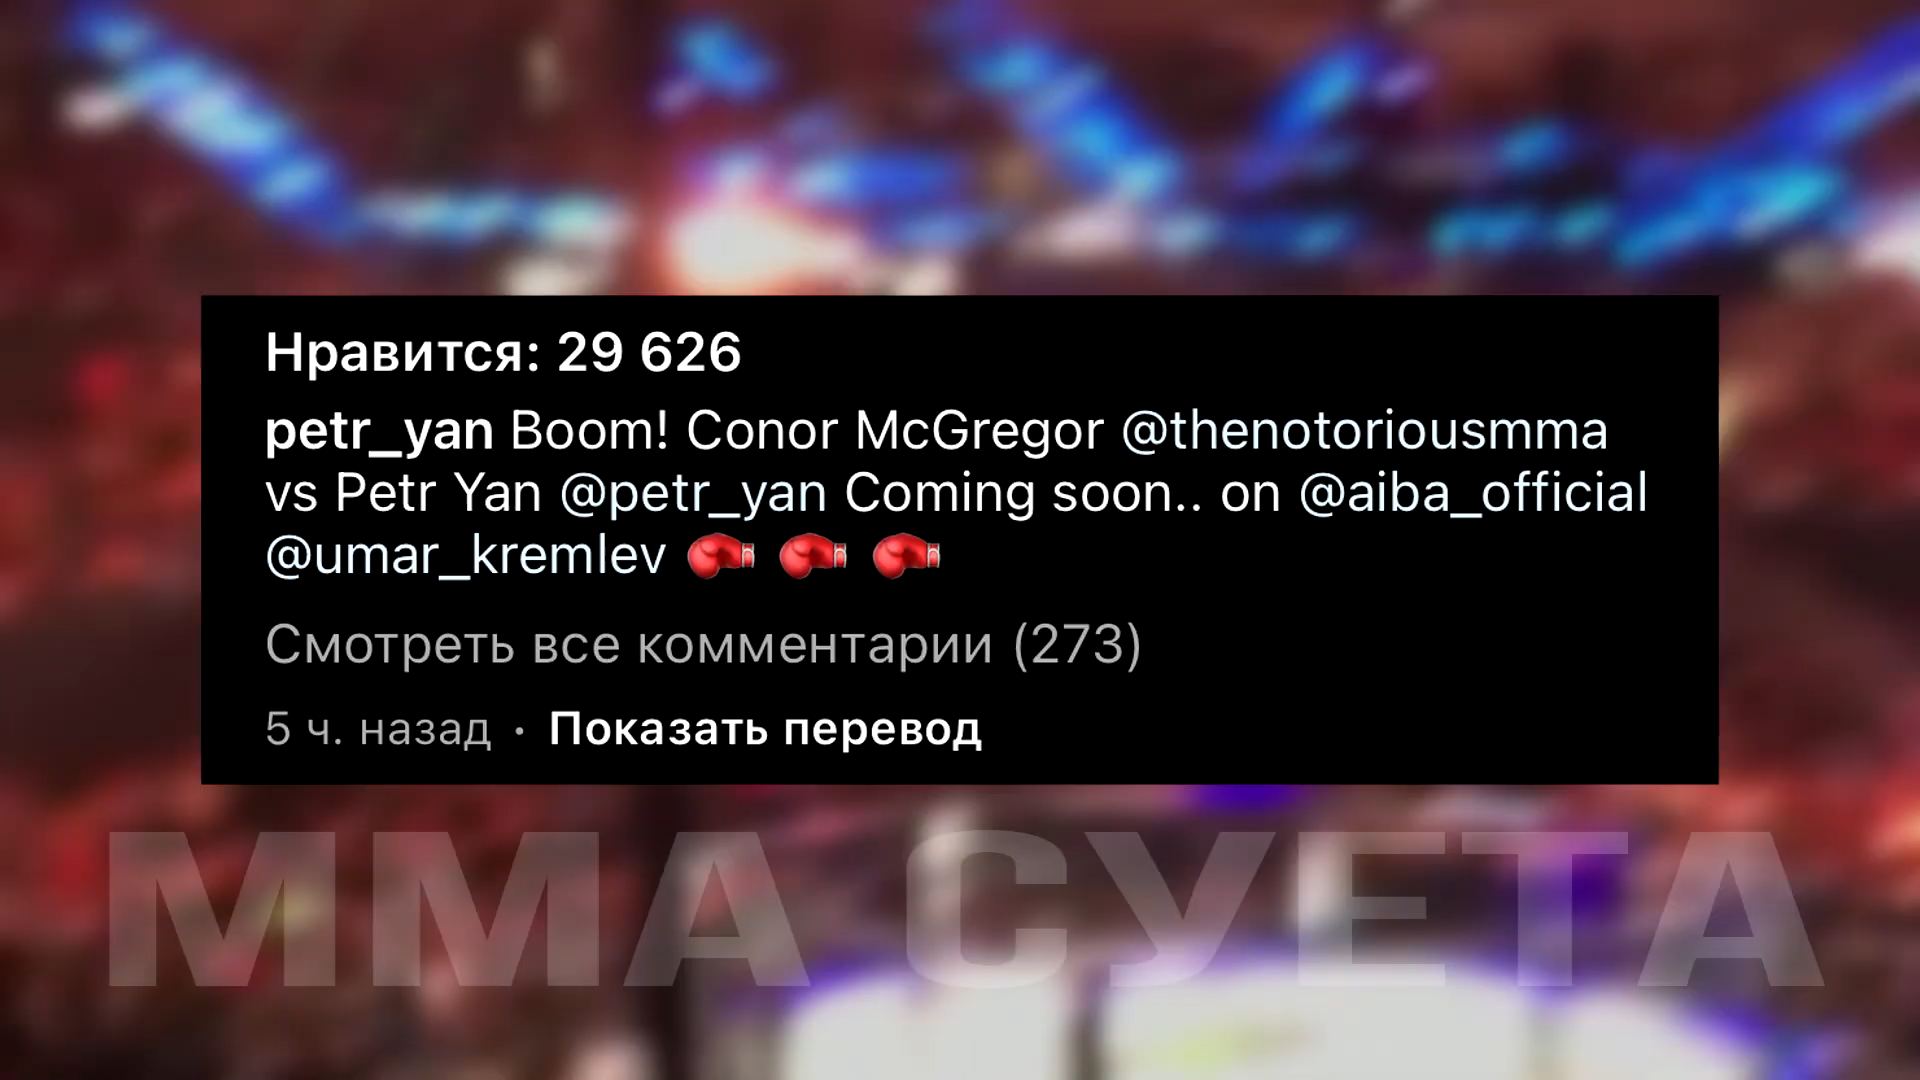 Нравится: 29 626
petr_yan Boom! Conor McGregor @thenotoriousmma
vs Petr Yan @petr_yan Coming soon.. on @aiba_official
@umar_kremlev 🥊 🥊 🥊
Смотреть все комментарии (273)
5 ч. назад · Показать перевод
ММА СУЕТА